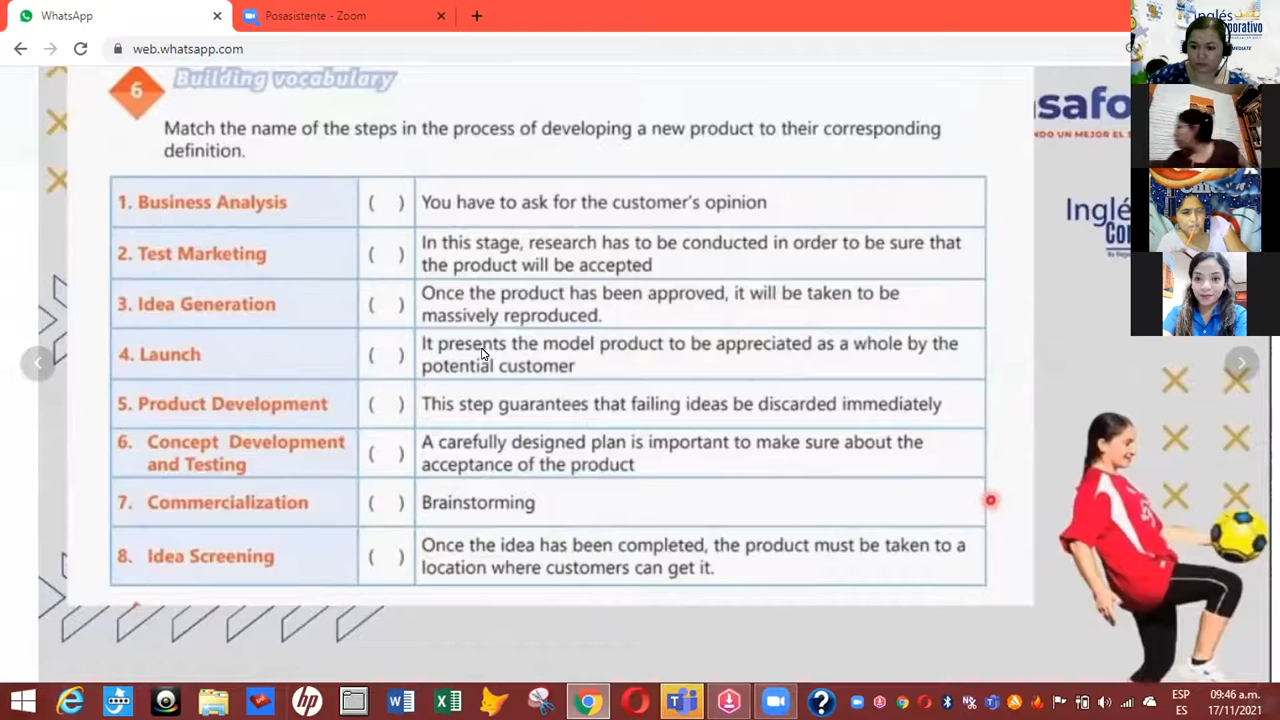 WhatsApp
Posasistente - Zoom
web.whatsapp.com
6
Building vocabulary
Match the name of the steps in the process of developing a new product to their corresponding
definition.
1. Business Analysis ( ) You have to ask for the customer's opinion
2. Test Marketing ( ) In this stage, research has to be conducted in order to be sure that
the product will be accepted
3. Idea Generation ( ) Once the product has been approved, it will be taken to be
massively reproduced.
4. Launch ( ) It presents the model product to be appreciated as a whole by the
potential customer
5. Product Development ( ) This step guarantees that failing ideas be discarded immediately
6. Concept Development
and Testing ( ) A carefully designed plan is important to make sure about the
acceptance of the product
7. Commercialization ( ) Brainstorming
8. Idea Screening ( ) Once the idea has been completed, the product must be taken to a
location where customers can get it.
safo
NDO UN MEJOR EL S
Inglé
Cor
Inglés
orporativo
ESP
ES
09:46 a.m.
17/11/2021